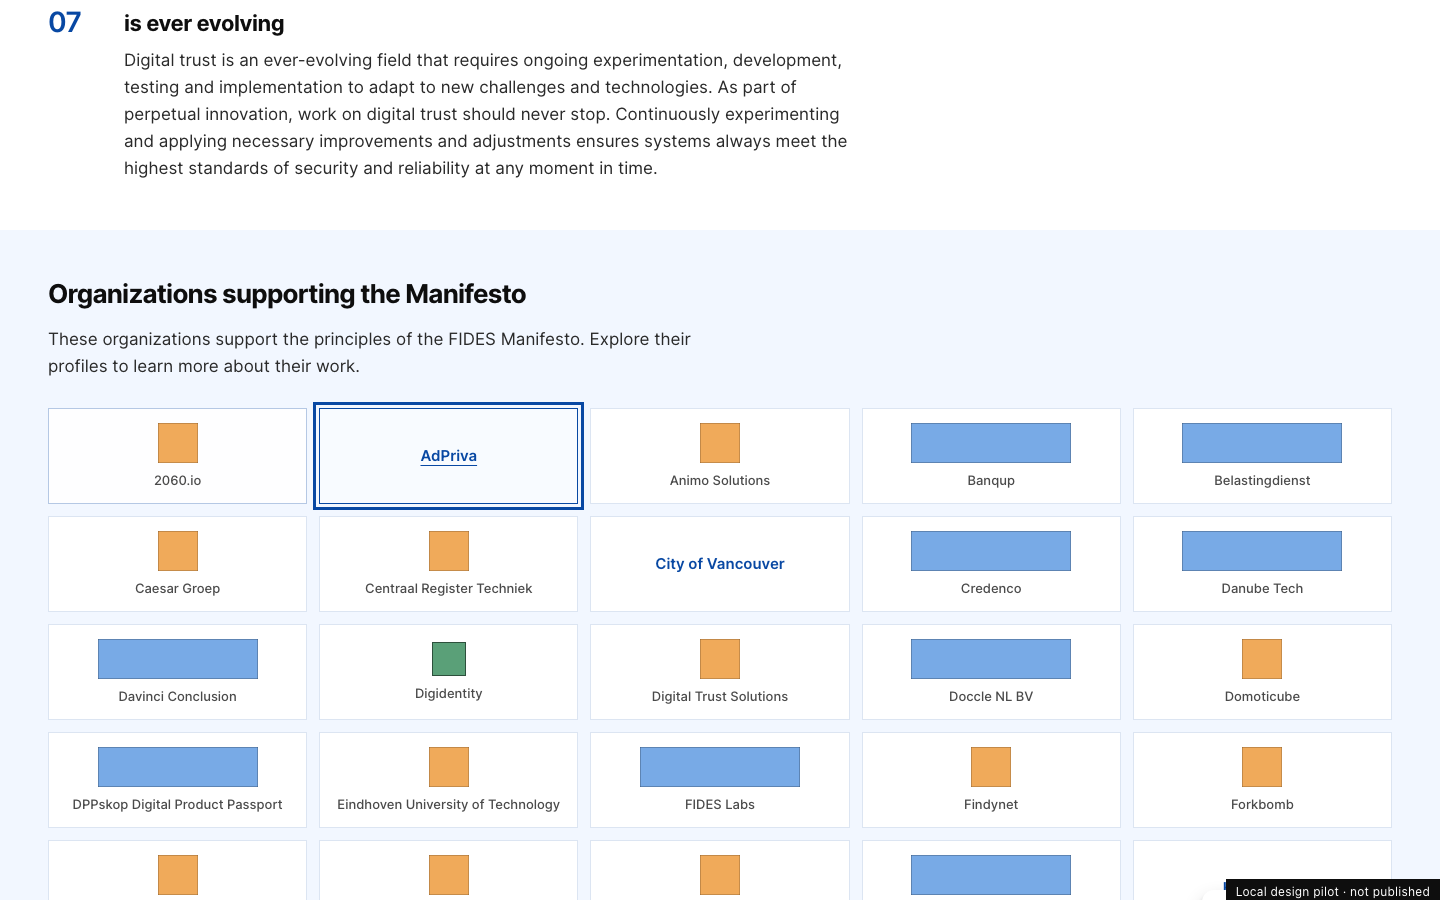 07
is ever evolving
Digital trust is an ever-evolving field that requires ongoing experimentation, development,
testing and implementation to adapt to new challenges and technologies. As part of
perpetual innovation, work on digital trust should never stop. Continuously experimenting
and applying necessary improvements and adjustments ensures systems always meet the
highest standards of security and reliability at any moment in time.
Organizations supporting the Manifesto
These organizations support the principles of the FIDES Manifesto. Explore their
profiles to learn more about their work.
2060.io
AdPriva
Animo Solutions
Banqup
Belastingdienst
Caesar Groep
Centraal Register Techniek
City of Vancouver
Credenco
Danube Tech
Davinci Conclusion
Digidentity
Digital Trust Solutions
Doccle NL BV
Domoticube
DPPskop Digital Product Passport
Eindhoven University of Technology
FIDES Labs
Findynet
Forkbomb
Local design pilot · not published